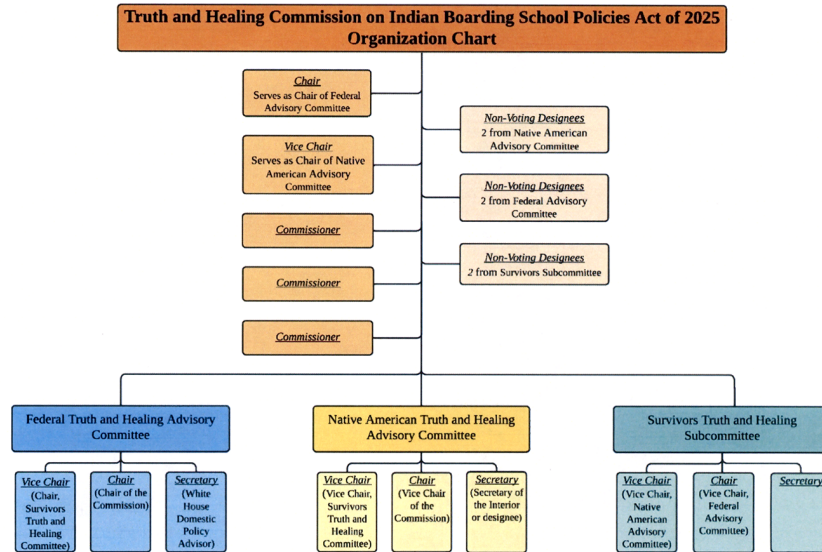 Truth and Healing Commission on Indian Boarding School Policies Act of 2025
Organization Chart
Chair
Serves as Chair of Federal
Advisory Committee
Non-Voting Designees
2 from Native American
Advisory Committee
Vice Chair
Serves as Chair of Native
American Advisory
Committee
Non-Voting Designees
2 from Federal Advisory
Committee
Commissioner
Non-Voting Designees
2 from Survivors Subcommittee
Commissioner
Commissioner
Federal Truth and Healing Advisory
Committee
Native American Truth and Healing
Advisory Committee
Survivors Truth and Healing
Subcommittee
Vice Chair
(Chair,
Survivors
Truth and
Healing
Committee)
Chair
(Chair of the
Commission)
Secretary
(White
House
Domestic
Policy
Advisor)
Vice Chair
(Vice Chair,
Survivors
Truth and
Healing
Committee)
Chair
(Vice Chair
of the
Commission)
Secretary
(Secretary of
the Interior
or designee)
Vice Chair
(Vice Chair,
Native
American
Advisory
Committee)
Chair
(Vice Chair,
Federal
Advisory
Committee)
Secretary